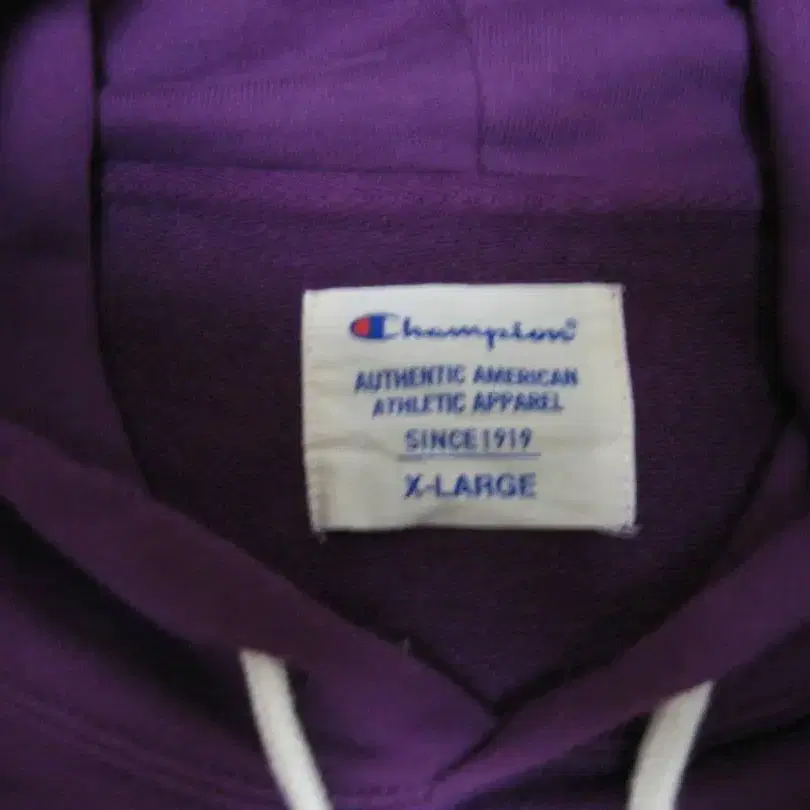 Champion
AUTHENTIC AMERICAN
ATHLETIC APPAREL
SINCE 1919
X-LARGE